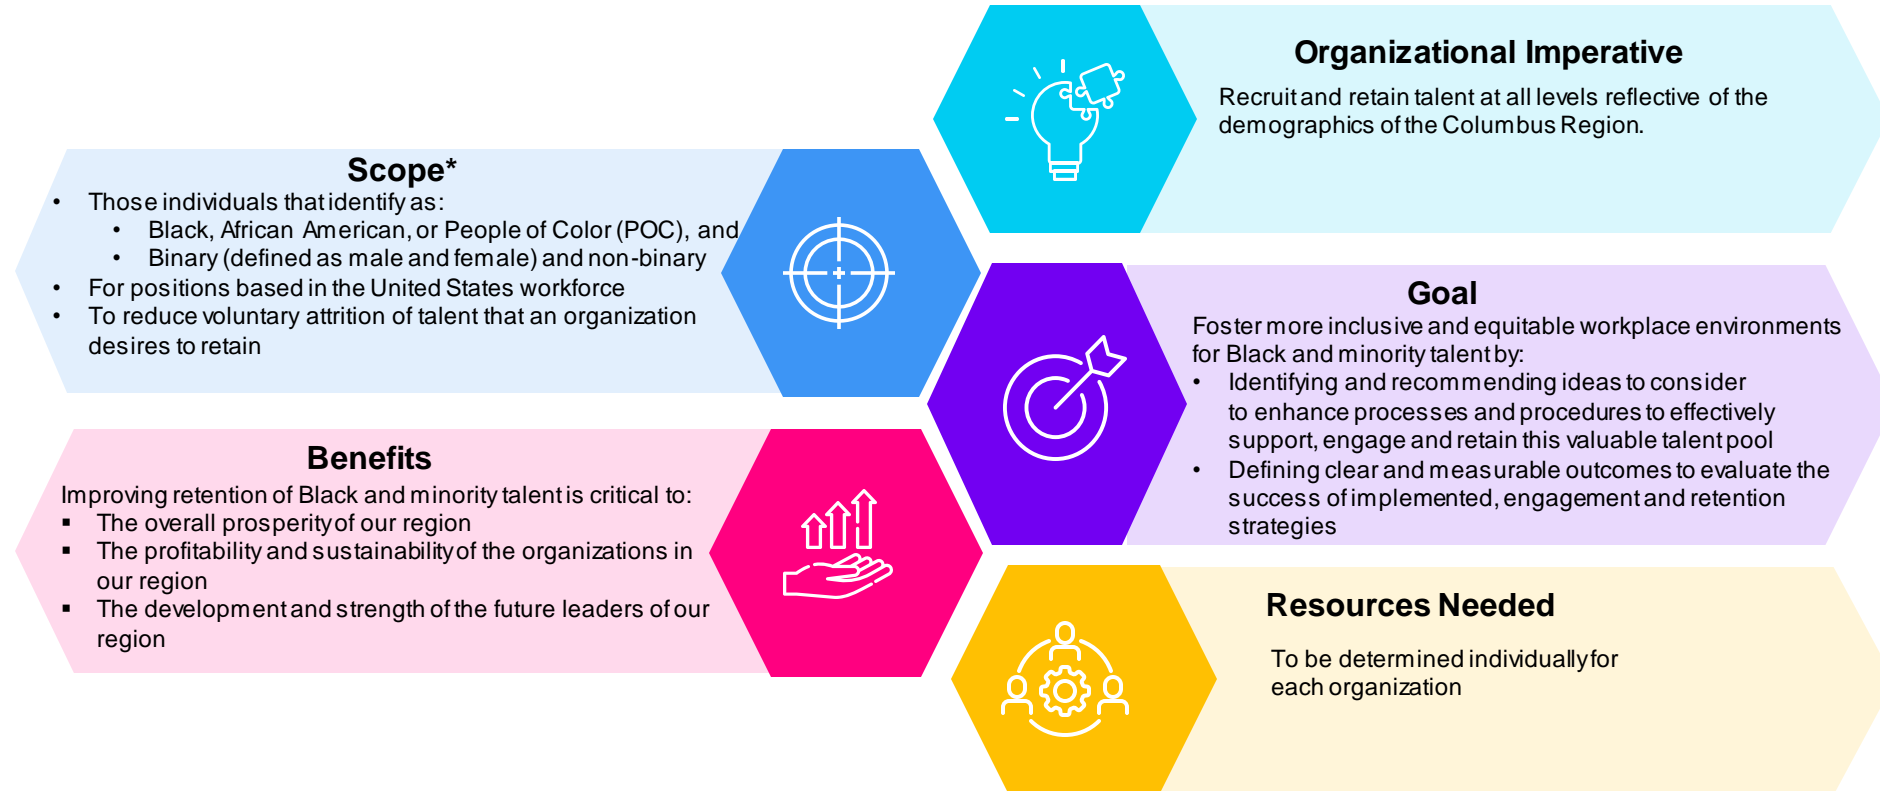 Organizational Imperative
Recruit and retain talent at all levels reflective of the
demographics of the Columbus Region.
Scope*
• Those individuals that identify as:
• Black, African American, or People of Color (POC), and
• Binary (defined as male and female) and non-binary
• For positions based in the United States workforce
• To reduce voluntary attrition of talent that an organization
desires to retain
Goal
Foster more inclusive and equitable workplace environments
for Black and minority talent by:
• Identifying and recommending ideas to consider
to enhance processes and procedures to effectively
support, engage and retain this valuable talent pool
• Defining clear and measurable outcomes to evaluate the
success of implemented, engagement and retention
strategies
Benefits
Improving retention of Black and minority talent is critical to:
▪ The overall prosperity of our region
▪ The profitability and sustainability of the organizations in
our region
▪ The development and strength of the future leaders of our
region
Resources Needed
To be determined individually for
each organization